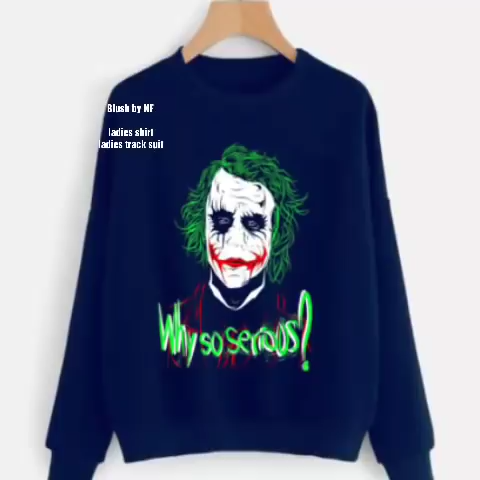 Blush by NF
ladies shirt
ladies track suit
Why so serious?